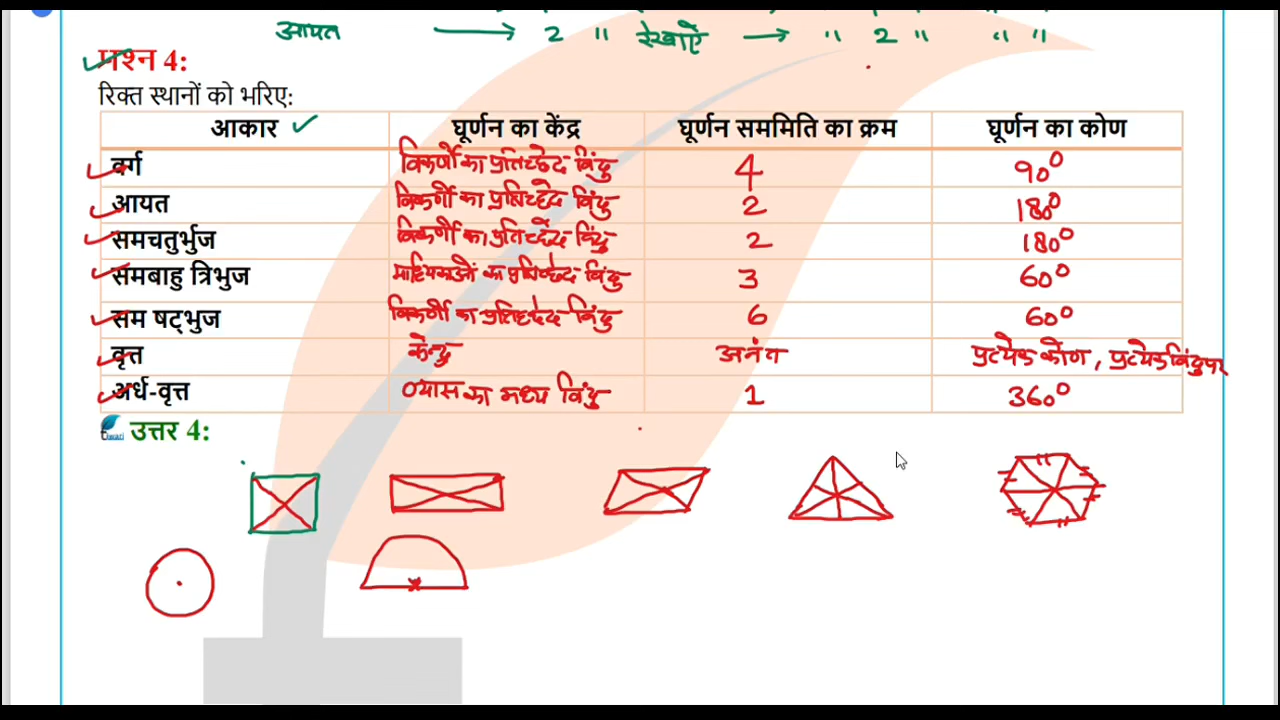 आयत → 2 " रेखाएँ → " 2 " " "
प्रश्न 4:
रिक्त स्थानों को भरिए:
आकार घूर्णन का केंद्र घूर्णन सममिति का क्रम घूर्णन का कोण
वर्ग विकर्णों का प्रतिच्छेद बिंदु 4 90°
आयत विकर्णों का प्रतिच्छेद बिंदु 2 180°
समचतुर्भुज विकर्णों का प्रतिच्छेद बिंदु 2 180°
समबाहु त्रिभुज माध्यिकाओं का प्रतिच्छेद बिंदु 3 60°
सम षट्भुज विकर्णों का प्रतिच्छेद बिंदु 6 60°
वृत्त केन्द्र अनंत प्रत्येक कोण, प्रत्येक बिंदु पर
अर्ध-वृत्त व्यास का मध्य बिंदु 1 360°
उत्तर 4: